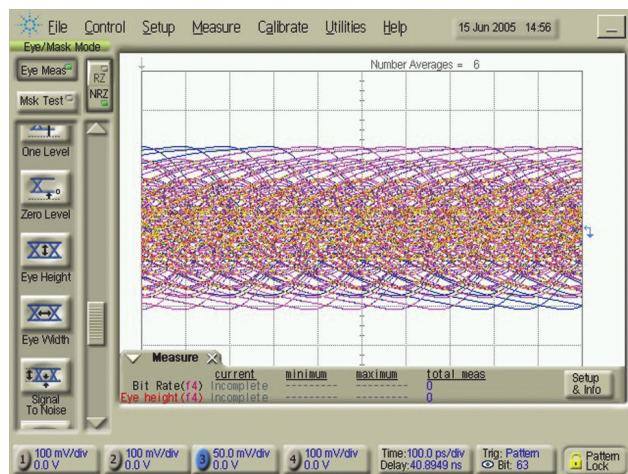 File Control Setup Measure Calibrate Utilities Help 15 Jun 2005 14:56
Eye/Mask Mode
Eye Meas
RZ
NRZ
Msk Test
Number Averages = 6
One Level
Zero Level
Eye Height
Eye Width
Signal
To Noise
Measure
current minimum maximum total meas
Bit Rate(f4) Incomplete --------- --------- 0
Eye height(f4) Incomplete --------- --------- 0
Setup
& Info
1 100 mV/div 0.0 V
2 100 mV/div 0.0 V
3 50.0 mV/div 0.0 V
4 100 mV/div 0.0 V
Time:100.0 ps/div
Delay:40.8949 ns
Trig: Pattern
Bit: 63
Pattern
Lock